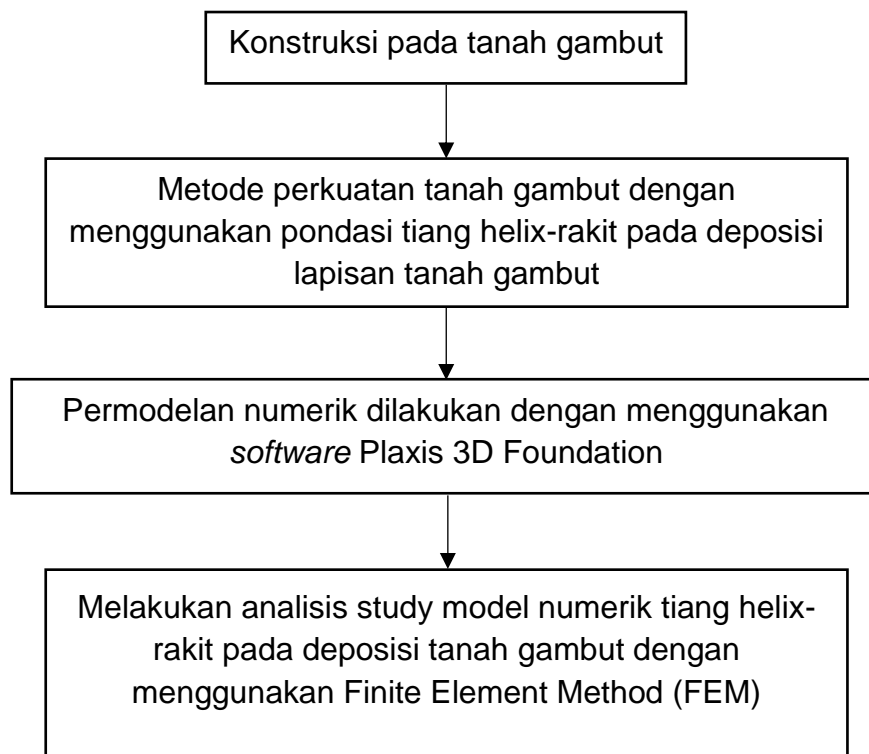 Konstruksi pada tanah gambut
Metode perkuatan tanah gambut dengan
menggunakan pondasi tiang helix-rakit pada deposisi
lapisan tanah gambut
Permodelan numerik dilakukan dengan menggunakan
software Plaxis 3D Foundation
Melakukan analisis study model numerik tiang helix-
rakit pada deposisi tanah gambut dengan
menggunakan Finite Element Method (FEM)